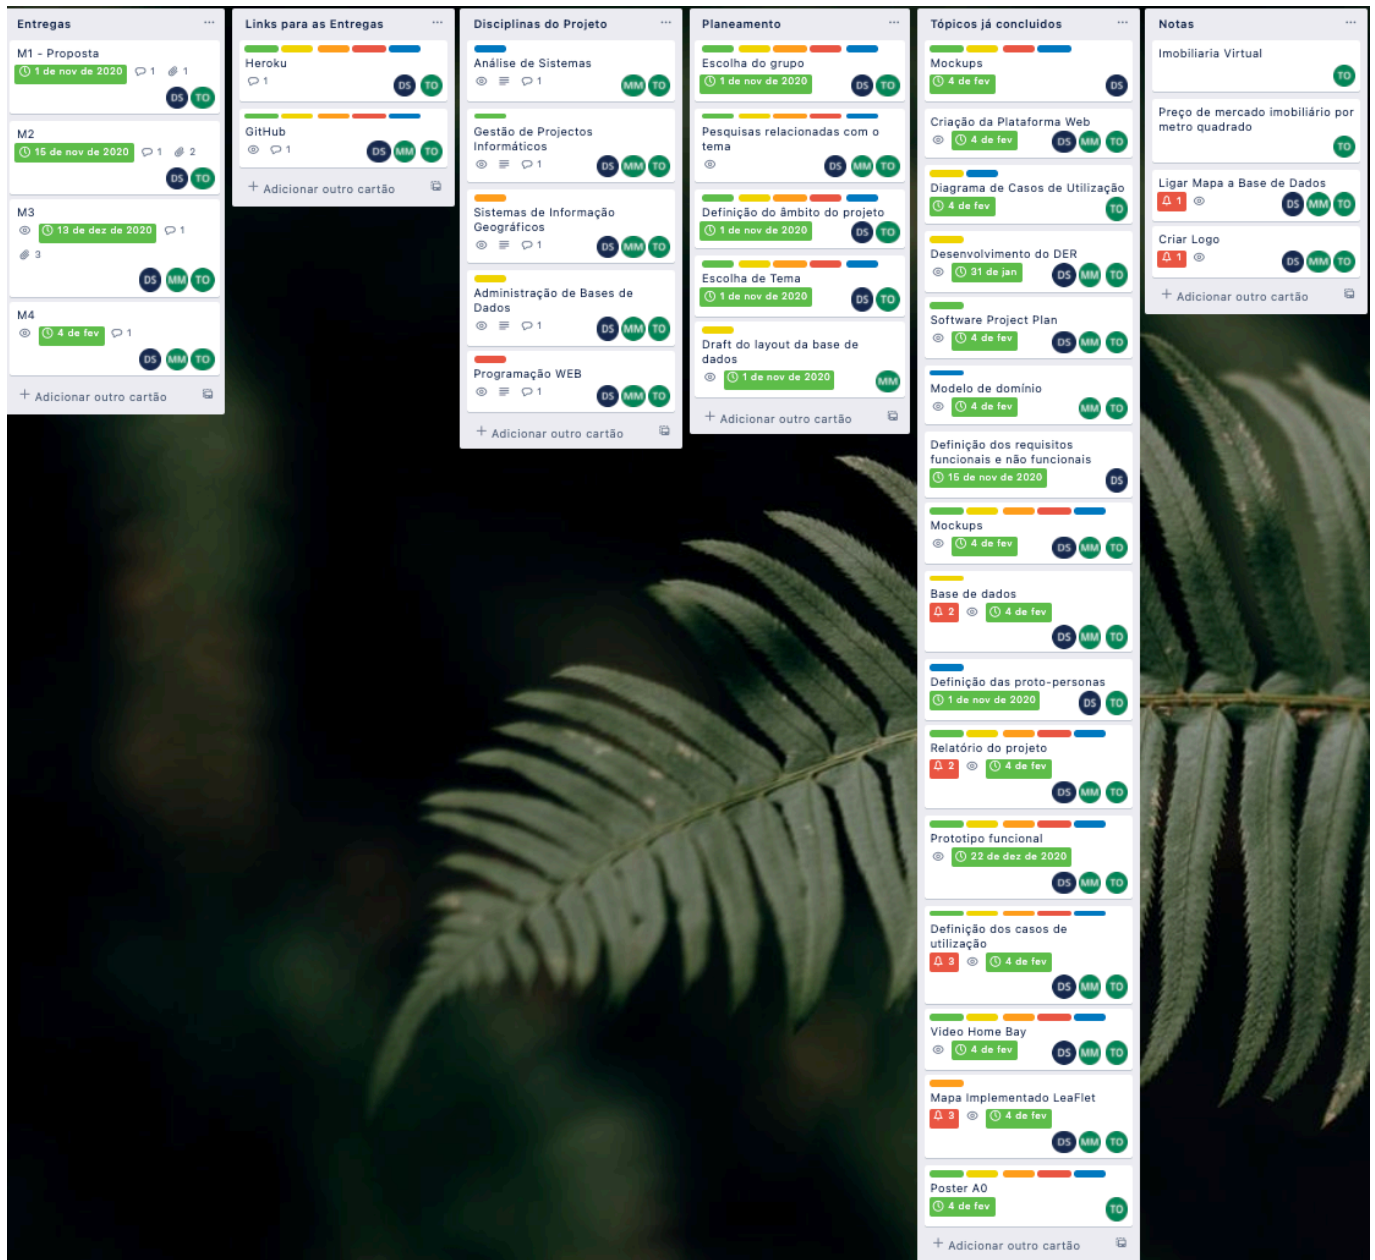 Entregas
M1 - Proposta
1 de nov de 2020 1 1
DS TO
M2
15 de nov de 2020 1 2
DS TO
M3
13 de dez de 2020 1
3
DS MM TO
M4
4 de fev 1
DS MM TO
+ Adicionar outro cartão
Links para as Entregas
Heroku
1
DS TO
GitHub
1
DS MM TO
+ Adicionar outro cartão
Disciplinas do Projeto
Análise de Sistemas
1
MM TO
Gestão de Projectos
Informáticos
1
DS MM TO
Sistemas de Informação
Geográficos
1
DS MM TO
Administração de Bases de
Dados
1
DS MM TO
Programação WEB
1
DS MM TO
+ Adicionar outro cartão
Planeamento
Escolha do grupo
1 de nov de 2020
DS TO
Pesquisas relacionadas com o
tema
DS MM TO
Definição do âmbito do projeto
1 de nov de 2020
DS TO
Escolha de Tema
1 de nov de 2020
DS TO
Draft do layout da base de
dados
1 de nov de 2020
MM
+ Adicionar outro cartão
Tópicos já concluidos
Mockups
4 de fev
DS
Criação da Plataforma Web
4 de fev
DS MM TO
Diagrama de Casos de Utilização
4 de fev
TO
Desenvolvimento do DER
31 de jan
DS MM TO
Software Project Plan
4 de fev
DS MM TO
Modelo de domínio
4 de fev
MM TO
Definição dos requisitos
funcionais e não funcionais
15 de nov de 2020
DS
Mockups
4 de fev
DS MM TO
Base de dados
2 4 de fev
DS MM TO
Definição das proto-personas
1 de nov de 2020
DS TO
Relatório do projeto
2 4 de fev
DS MM TO
Prototipo funcional
22 de dez de 2020
DS MM TO
Definição dos casos de
utilização
3 4 de fev
DS MM TO
Video Home Bay
4 de fev
DS MM TO
Mapa Implementado LeaFlet
3 4 de fev
DS MM TO
Poster A0
4 de fev
TO
+ Adicionar outro cartão
Notas
Imobiliaria Virtual
TO
Preço de mercado imobiliário por
metro quadrado
TO
Ligar Mapa a Base de Dados
1
DS MM TO
Criar Logo
1
DS MM TO
+ Adicionar outro cartão